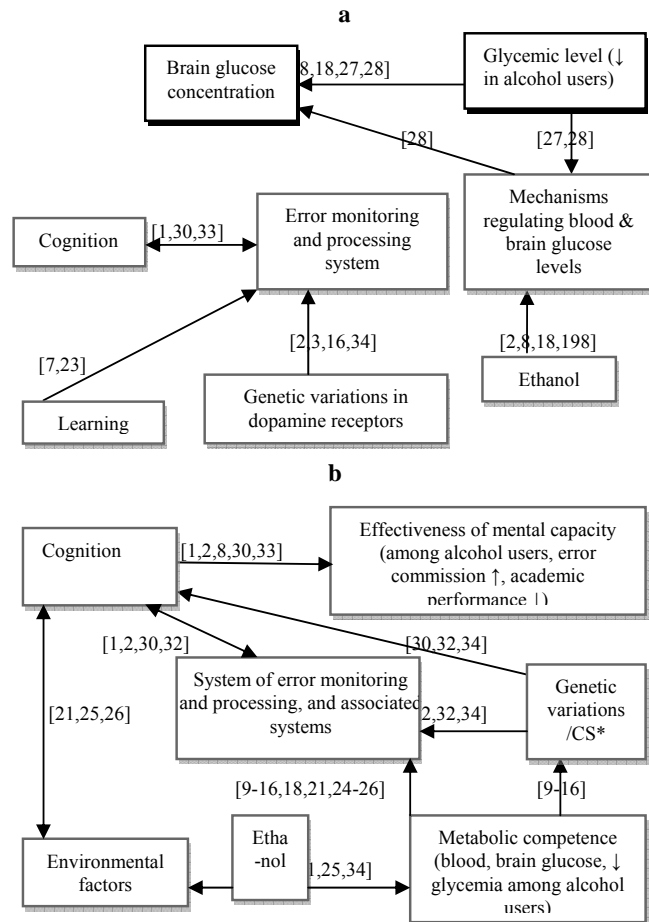 a
Brain glucose
concentration
8,18,27,28]
Glycemic level (↓
in alcohol users)
[28]
[27,28]
Mechanisms
regulating blood &
brain glucose
levels
Cognition
[1,30,33]
Error monitoring
and processing
system
[7,23]
[2,3,16,34]
[2,8,18,198]
Learning
Genetic variations in
dopamine receptors
Ethanol
b
Cognition
[1,2,8,30,33]
Effectiveness of mental capacity
(among alcohol users, error
commission ↑, academic
performance ↓)
[1,2,30,32]
[30,32,34]
System of error monitoring
and processing, and associated
systems
2,32,34]
Genetic
variations
/CS*
[21,25,26]
[9-16,18,21,24-26]
[9-16]
Environmental
factors
Etha
-nol
1,25,34]
Metabolic competence
(blood, brain glucose, ↓
glycemia among alcohol
users)